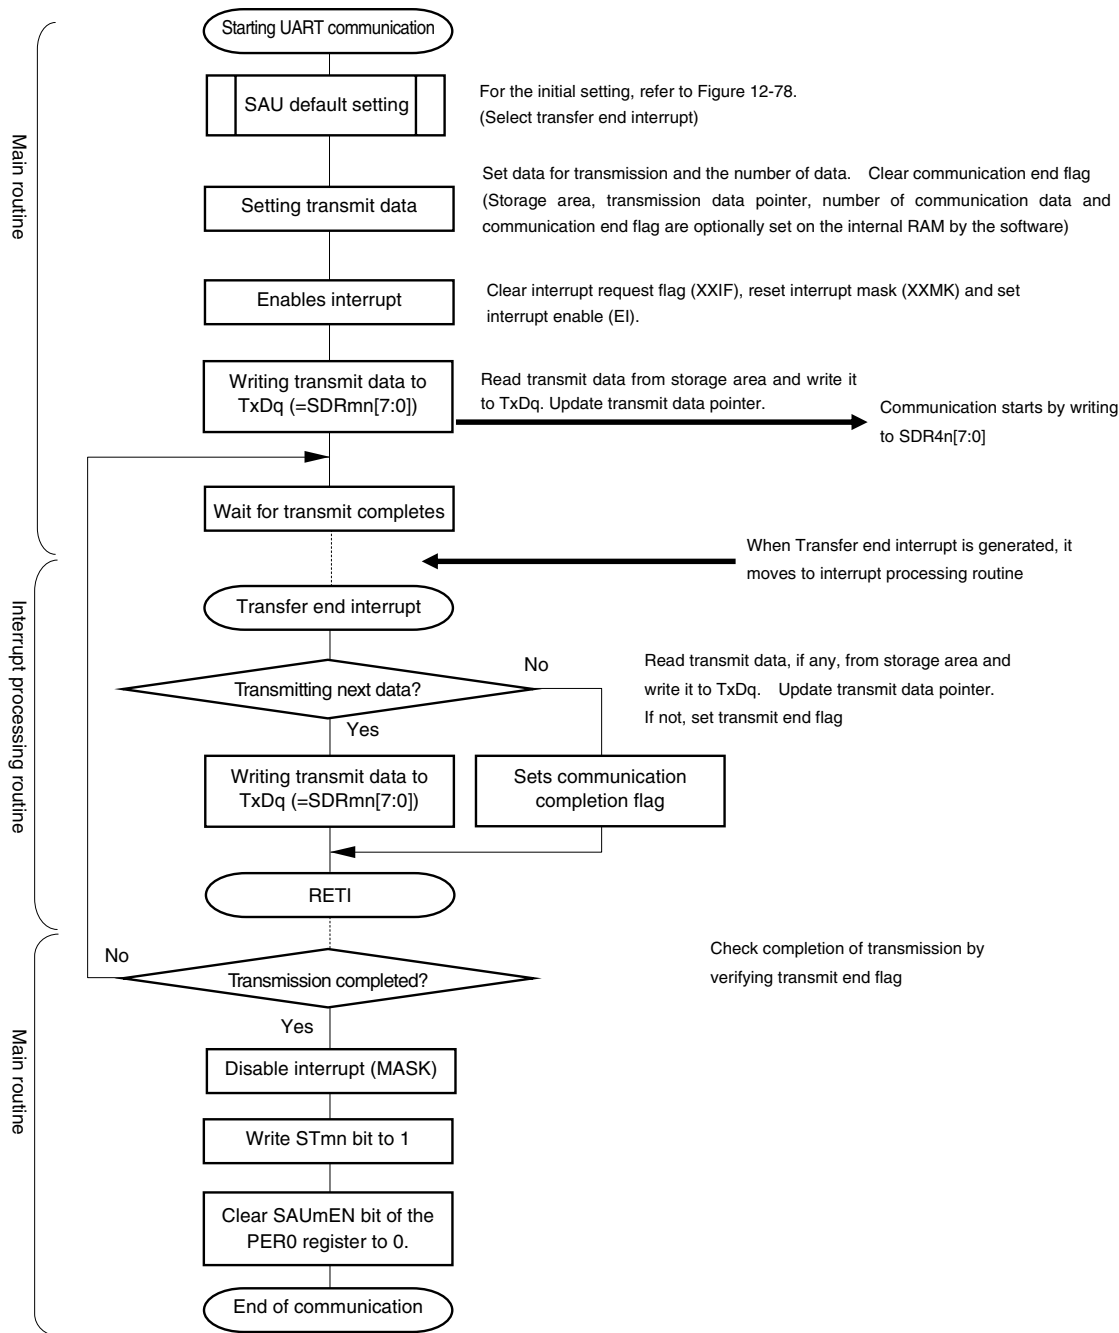 Starting UART communication
SAU default setting
For the initial setting, refer to Figure 12-78.
(Select transfer end interrupt)
Main routine
Setting transmit data
Set data for transmission and the number of data. Clear communication end flag
(Storage area, transmission data pointer, number of communication data and
communication end flag are optionally set on the internal RAM by the software)
Enables interrupt
Clear interrupt request flag (XXIF), reset interrupt mask (XXMK) and set
interrupt enable (EI).
Writing transmit data to
TxDq (=SDRmn[7:0])
Read transmit data from storage area and write it
to TxDq. Update transmit data pointer.
Communication starts by writing
to SDR4n[7:0]
Wait for transmit completes
When Transfer end interrupt is generated, it
moves to interrupt processing routine
Interrupt processing routine
Transfer end interrupt
Transmitting next data?
No
Yes
Read transmit data, if any, from storage area and
write it to TxDq. Update transmit data pointer.
If not, set transmit end flag
Writing transmit data to
TxDq (=SDRmn[7:0])
Sets communication
completion flag
RETI
Main routine
No
Transmission completed?
Yes
Check completion of transmission by
verifying transmit end flag
Disable interrupt (MASK)
Write STmn bit to 1
Clear SAUmEN bit of the
PER0 register to 0.
End of communication